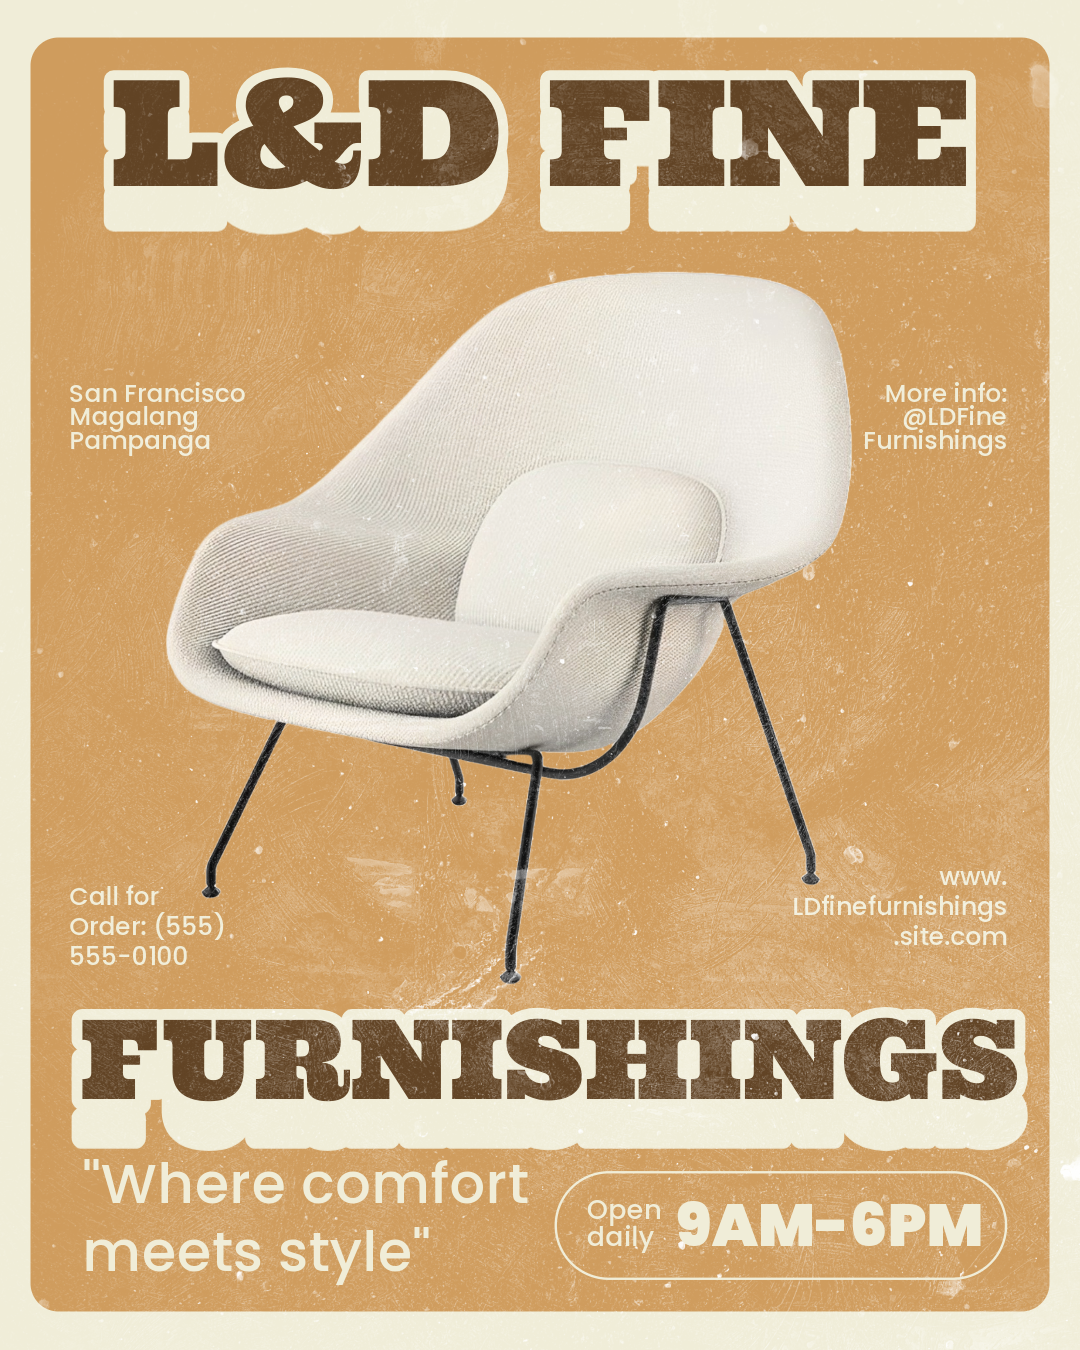 L&D FINE
San Francisco
Magalang
Pampanga
More info:
@LDFine
Furnishings
Call for
Order: (555)
555-0100
www.
LDfinefurnishings
.site.com
FURNISHINGS
"Where comfort
meets style"
Open
daily
9AM-6PM